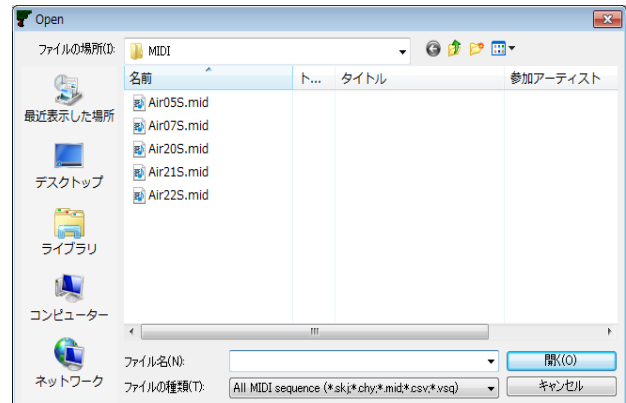 Open
ファイルの場所(I): MIDI
名前 ト... タイトル 参加アーティスト
Air05S.mid
Air07S.mid
Air20S.mid
Air21S.mid
Air22S.mid
最近表示した場所
デスクトップ
ライブラリ
コンピューター
ネットワーク
ファイル名(N): 開く(O)
ファイルの種類(T): All MIDI sequence (*.skj;*.chy;*.mid;*.csv;*.vsq) キャンセル